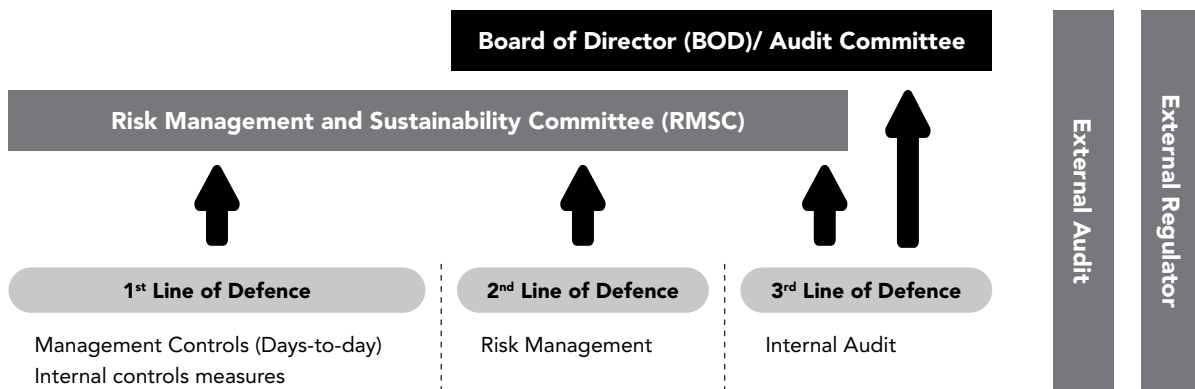 Board of Director (BOD)/ Audit Committee
Risk Management and Sustainability Committee (RMSC)
1st Line of Defence
2nd Line of Defence
3rd Line of Defence
Management Controls (Days-to-day)
Internal controls measures
Risk Management
Internal Audit
External Audit
External Regulator